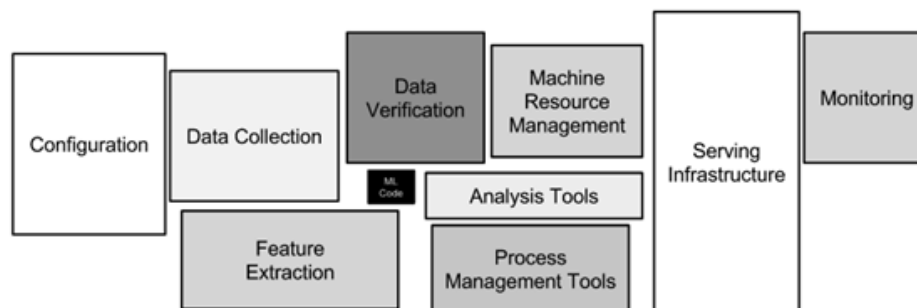 Configuration
Data Collection
Data
Verification
Machine
Resource
Management
Monitoring
Serving
Infrastructure
ML
Code
Analysis Tools
Feature
Extraction
Process
Management Tools